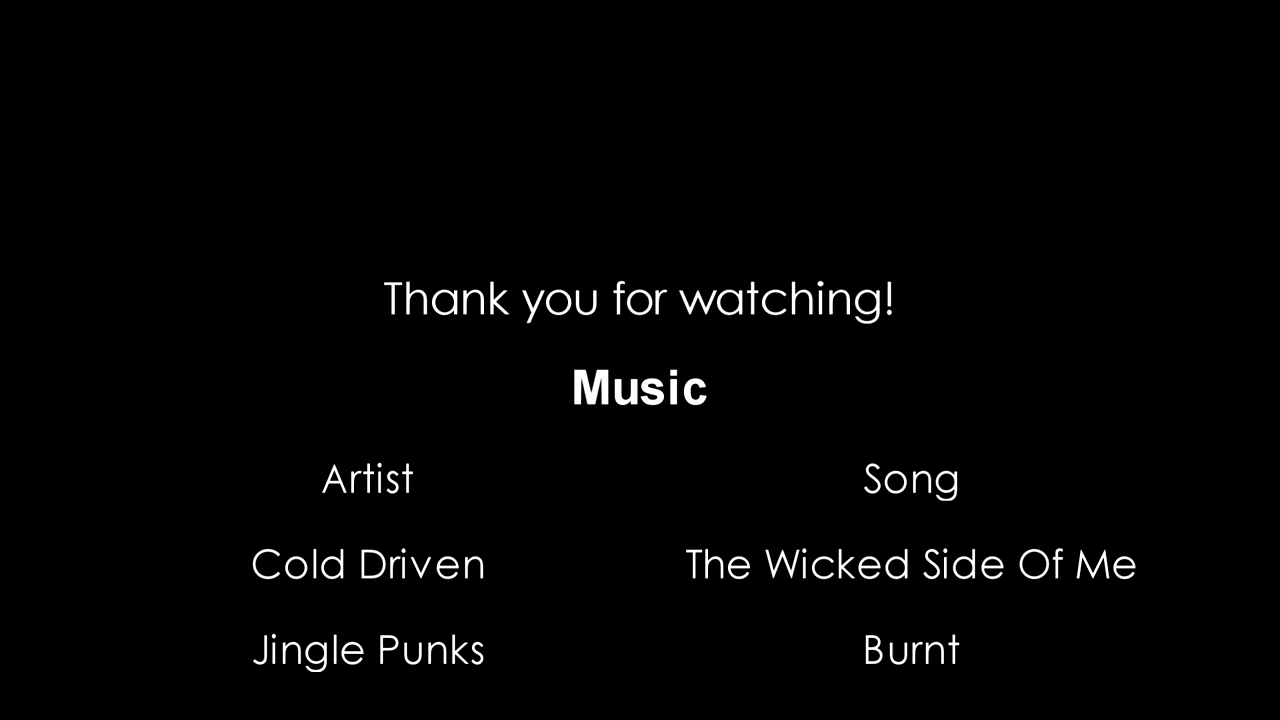 Thank you for watching!
Music
Artist Song
Cold Driven The Wicked Side Of Me
Jingle Punks Burnt